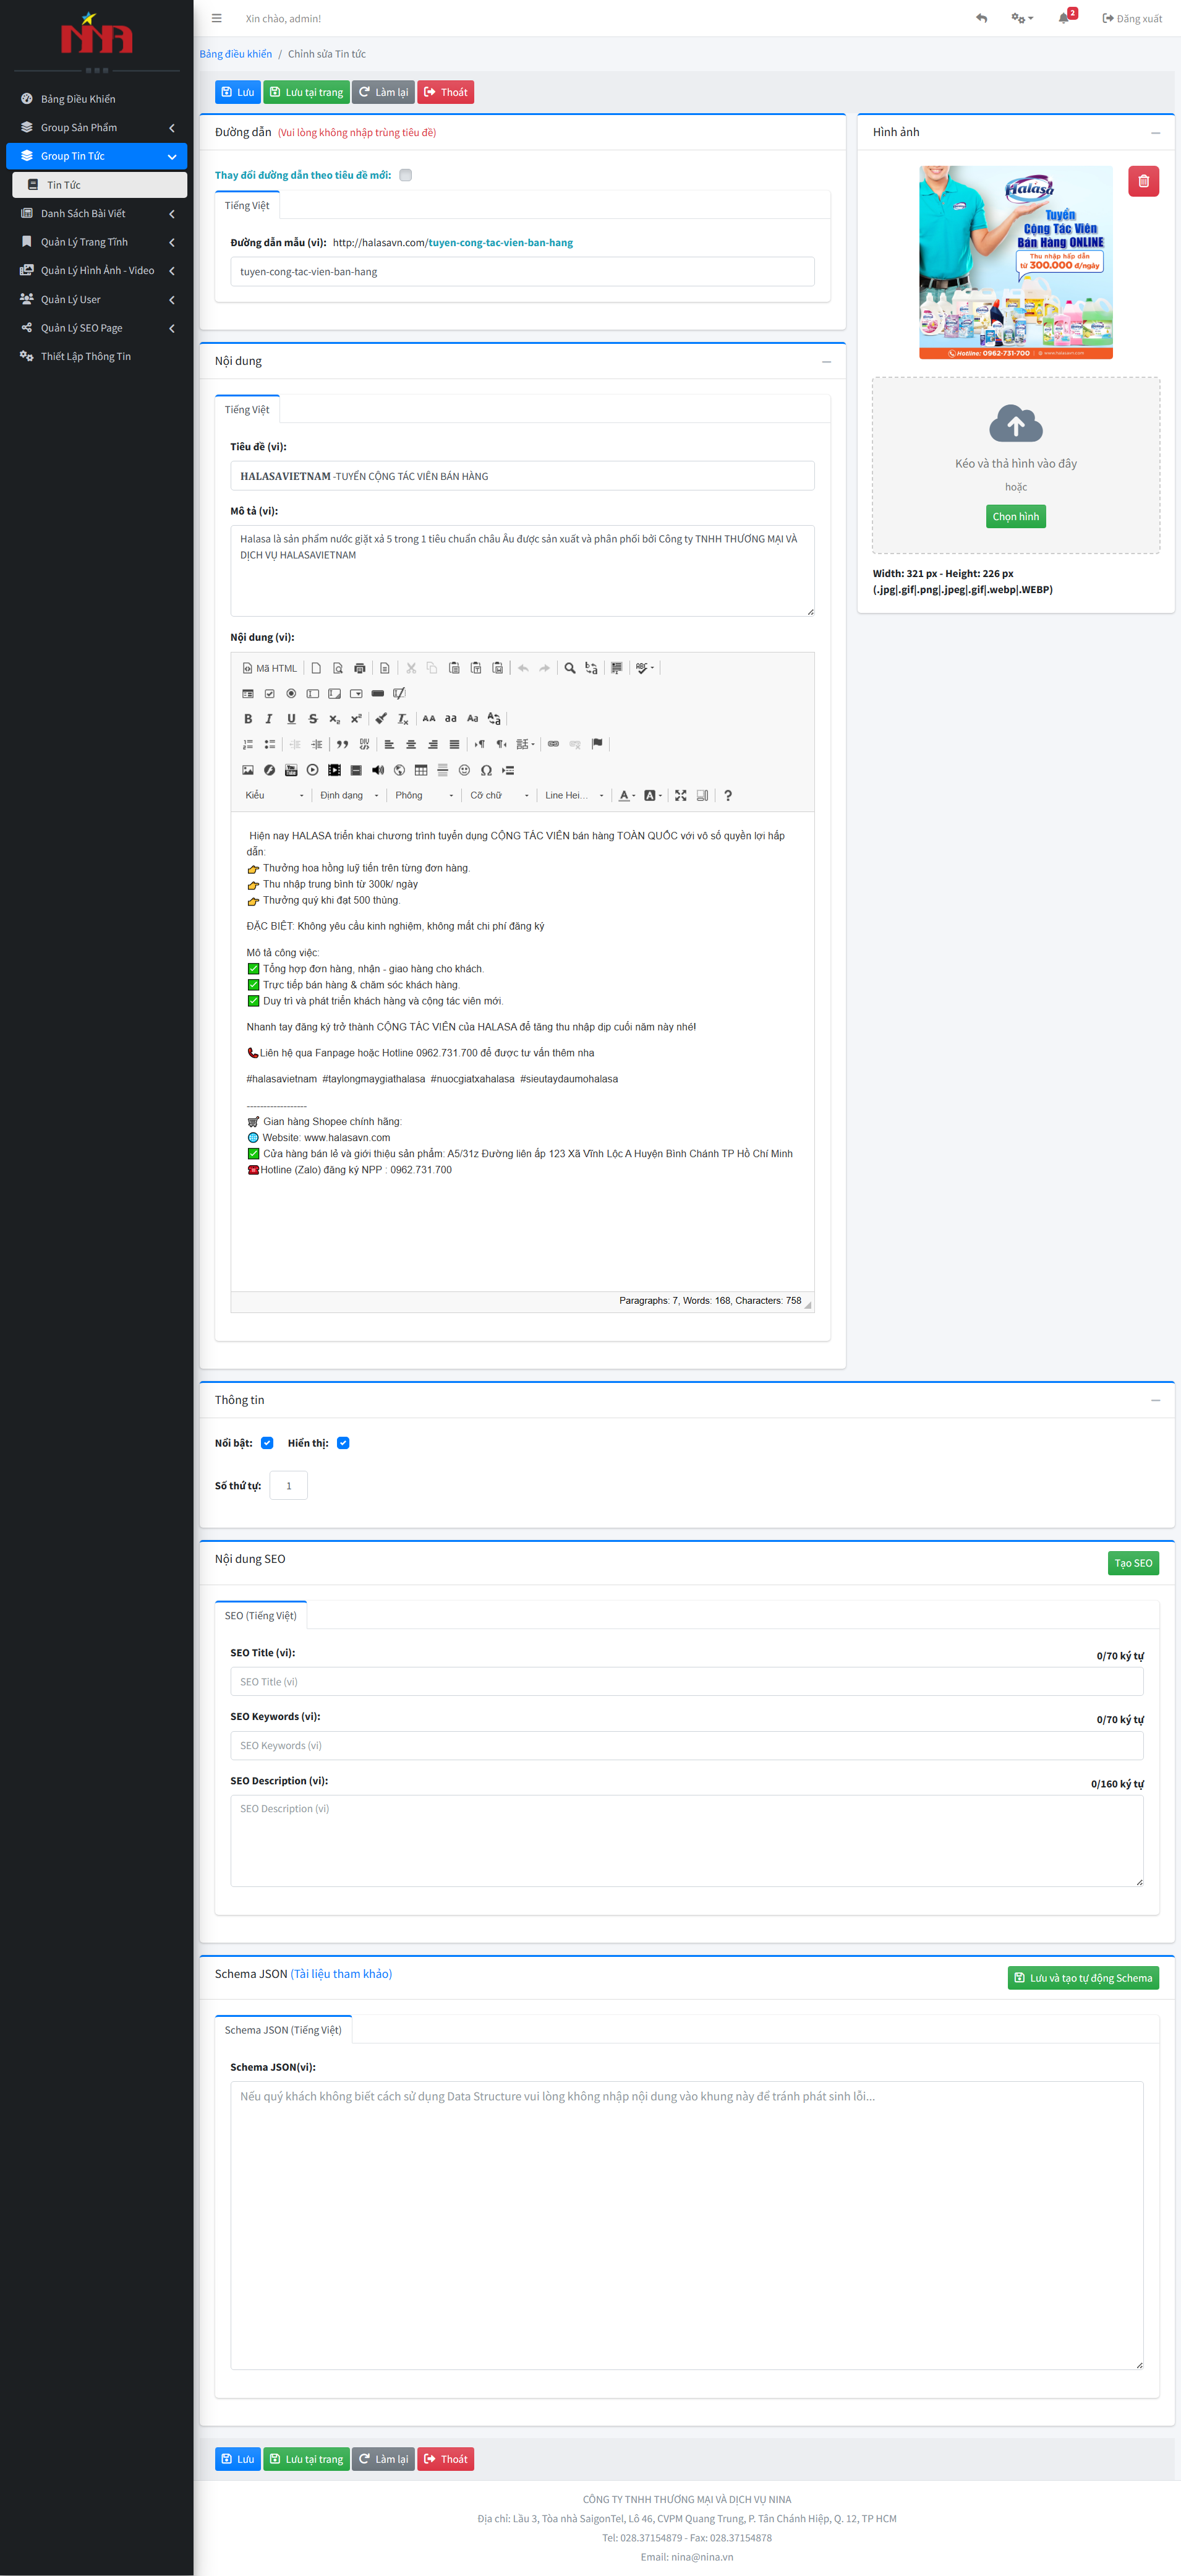 NINA
Xin chào, admin!
2
Đăng xuất
Bảng Điều Khiển
Group Sản Phẩm
Group Tin Tức
Tin Tức
Danh Sách Bài Viết
Quản Lý Trang Tĩnh
Quản Lý Hình Ảnh - Video
Quản Lý User
Quản Lý SEO Page
Thiết Lập Thông Tin
Bảng điều khiển / Chỉnh sửa Tin tức
Lưu Lưu tại trang Làm lại Thoát
Đường dẫn (Vui lòng không nhập trùng tiêu đề)
Thay đổi đường dẫn theo tiêu đề mới:
Tiếng Việt
Đường dẫn mẫu (vi): http://halasavn.com/tuyen-cong-tac-vien-ban-hang
tuyen-cong-tac-vien-ban-hang
Hình ảnh
Halasa
Tuyển
Cộng Tác Viên
Bán Hàng ONLINE
Thu nhập hấp dẫn
từ 300.000 đ/ngày
Hotline: 0962-731-700 | www.halasavn.com
Kéo và thả hình vào đây
hoặc
Chọn hình
Width: 321 px - Height: 226 px
(.jpg|.gif|.png|.jpeg|.gif|.webp|.WEBP)
Nội dung
Tiếng Việt
Tiêu đề (vi):
HALASAVIETNAM -TUYỂN CỘNG TÁC VIÊN BÁN HÀNG
Mô tả (vi):
Halasa là sản phẩm nước giặt xả 5 trong 1 tiêu chuẩn châu Âu được sản xuất và phân phối bởi Công ty TNHH THƯƠNG MẠI VÀ
DỊCH VỤ HALASAVIETNAM
Nội dung (vi):
Mã HTML
Kiểu Định dạng Phông Cỡ chữ Line Hei...
Hiện nay HALASA triển khai chương trình tuyển dụng CỘNG TÁC VIÊN bán hàng TOÀN QUỐC với vô số quyền lợi hấp
dẫn:
👉 Thưởng hoa hồng luỹ tiến trên từng đơn hàng.
👉 Thu nhập trung bình từ 300k/ ngày
👉 Thưởng quý khi đạt 500 thùng.
ĐẶC BIỆT: Không yêu cầu kinh nghiệm, không mất chi phí đăng ký
Mô tả công việc:
✅ Tổng hợp đơn hàng, nhận - giao hàng cho khách.
✅ Trực tiếp bán hàng & chăm sóc khách hàng.
✅ Duy trì và phát triển khách hàng và cộng tác viên mới.
Nhanh tay đăng ký trở thành CỘNG TÁC VIÊN của HALASA để tăng thu nhập dịp cuối năm này nhé!
📞Liên hệ qua Fanpage hoặc Hotline 0962.731.700 để được tư vấn thêm nha
#halasavietnam #taylongmaygiathalasa #nuocgiatxahalasa #sieutaydaumohalasa
------------------
🛒 Gian hàng Shopee chính hãng:
🌐 Website: www.halasavn.com
✅ Cửa hàng bán lẻ và giới thiệu sản phẩm: A5/31z Đường liên ấp 123 Xã Vĩnh Lộc A Huyện Bình Chánh TP Hồ Chí Minh
☎️Hotline (Zalo) đăng ký NPP : 0962.731.700
Paragraphs: 7, Words: 168, Characters: 758
Thông tin
Nổi bật: Hiển thị:
Số thứ tự: 1
Nội dung SEO
Tạo SEO
SEO (Tiếng Việt)
SEO Title (vi): 0/70 ký tự
SEO Title (vi)
SEO Keywords (vi): 0/70 ký tự
SEO Keywords (vi)
SEO Description (vi): 0/160 ký tự
SEO Description (vi)
Schema JSON (Tài liệu tham khảo)
Lưu và tạo tự động Schema
Schema JSON (Tiếng Việt)
Schema JSON(vi):
Nếu quý khách không biết cách sử dụng Data Structure vui lòng không nhập nội dung vào khung này để tránh phát sinh lỗi...
Lưu Lưu tại trang Làm lại Thoát
CÔNG TY TNHH THƯƠNG MẠI VÀ DỊCH VỤ NINA
Địa chỉ: Lầu 3, Tòa nhà SaigonTel, Lô 46, CVPM Quang Trung, P. Tân Chánh Hiệp, Q. 12, TP HCM
Tel: 028.37154879 - Fax: 028.37154878
Email: nina@nina.vn